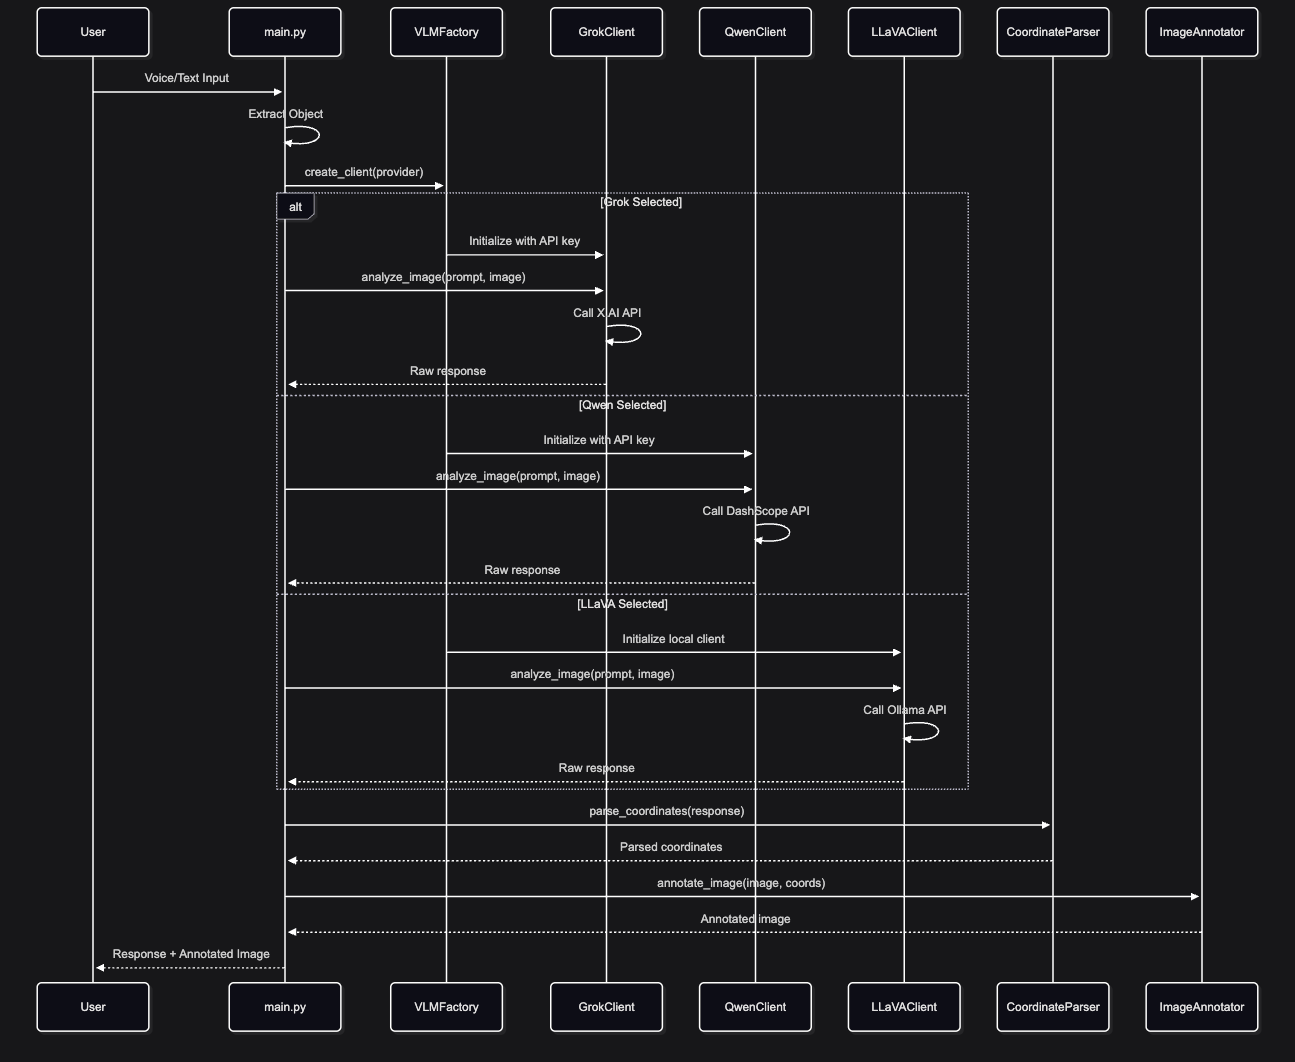 User
main.py
VLMFactory
GrokClient
QwenClient
LLaVAClient
CoordinateParser
ImageAnnotator
Voice/Text Input
Extract Object
create_client(provider)
alt
[Grok Selected]
Initialize with API key
analyze_image(prompt, image)
Call X.AI API
Raw response
[Qwen Selected]
Initialize with API key
analyze_image(prompt, image)
Call DashScope API
Raw response
[LLaVA Selected]
Initialize local client
analyze_image(prompt, image)
Call Ollama API
Raw response
parse_coordinates(response)
Parsed coordinates
annotate_image(image, coords)
Annotated image
Response + Annotated Image
User
main.py
VLMFactory
GrokClient
QwenClient
LLaVAClient
CoordinateParser
ImageAnnotator